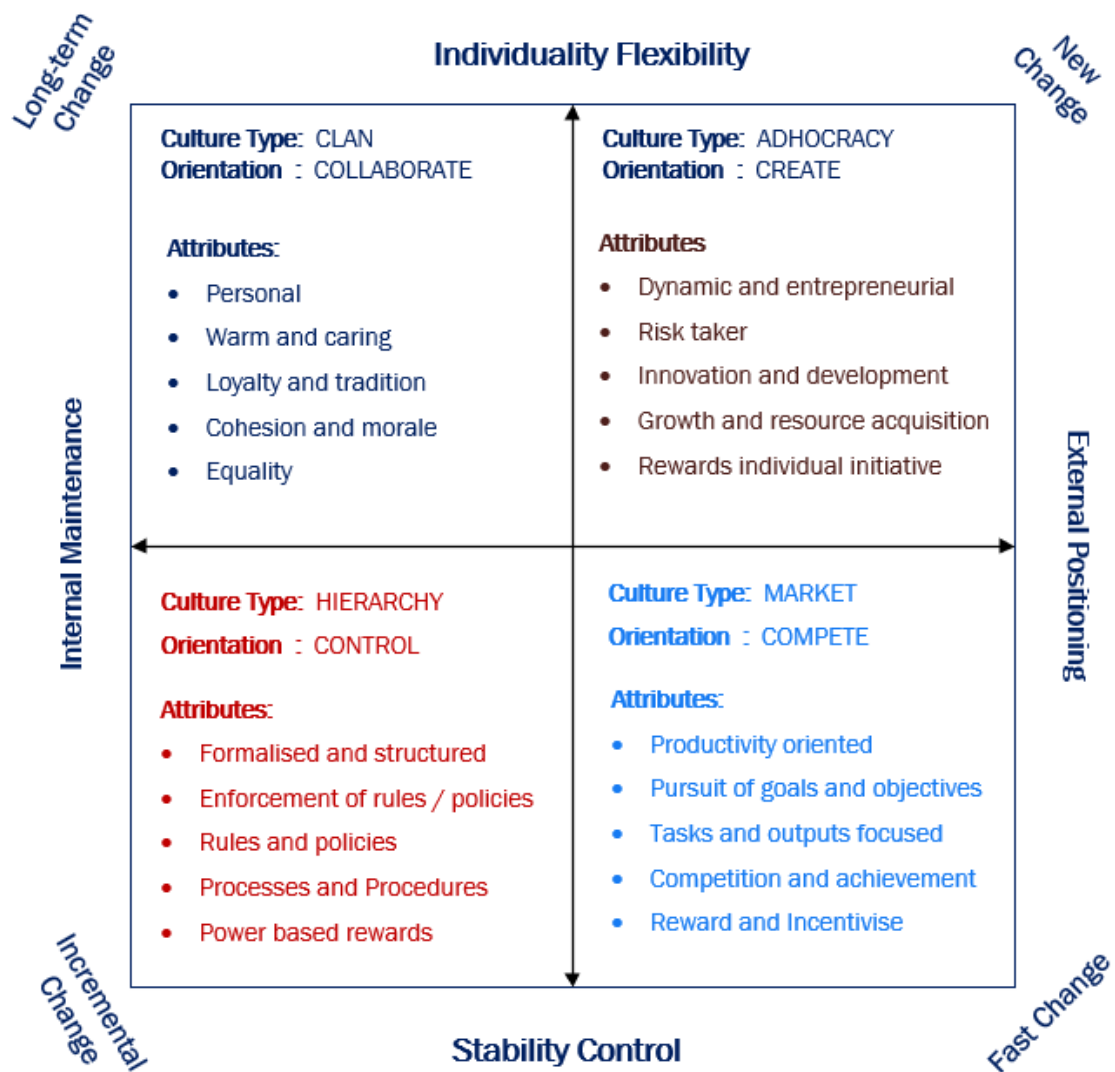 Individuality Flexibility
Long-term
Change
New
Change
Culture Type: CLAN
Orientation : COLLABORATE
Attributes:
• Personal
• Warm and caring
• Loyalty and tradition
• Cohesion and morale
• Equality
Culture Type: ADHOCRACY
Orientation : CREATE
Attributes
• Dynamic and entrepreneurial
• Risk taker
• Innovation and development
• Growth and resource acquisition
• Rewards individual initiative
Internal Maintenance
External Positioning
Culture Type: HIERARCHY
Orientation : CONTROL
Attributes:
• Formalised and structured
• Enforcement of rules / policies
• Rules and policies
• Processes and Procedures
• Power based rewards
Culture Type: MARKET
Orientation : COMPETE
Attributes:
• Productivity oriented
• Pursuit of goals and objectives
• Tasks and outputs focused
• Competition and achievement
• Reward and Incentivise
Incremental
Change
Stability Control
Fast Change